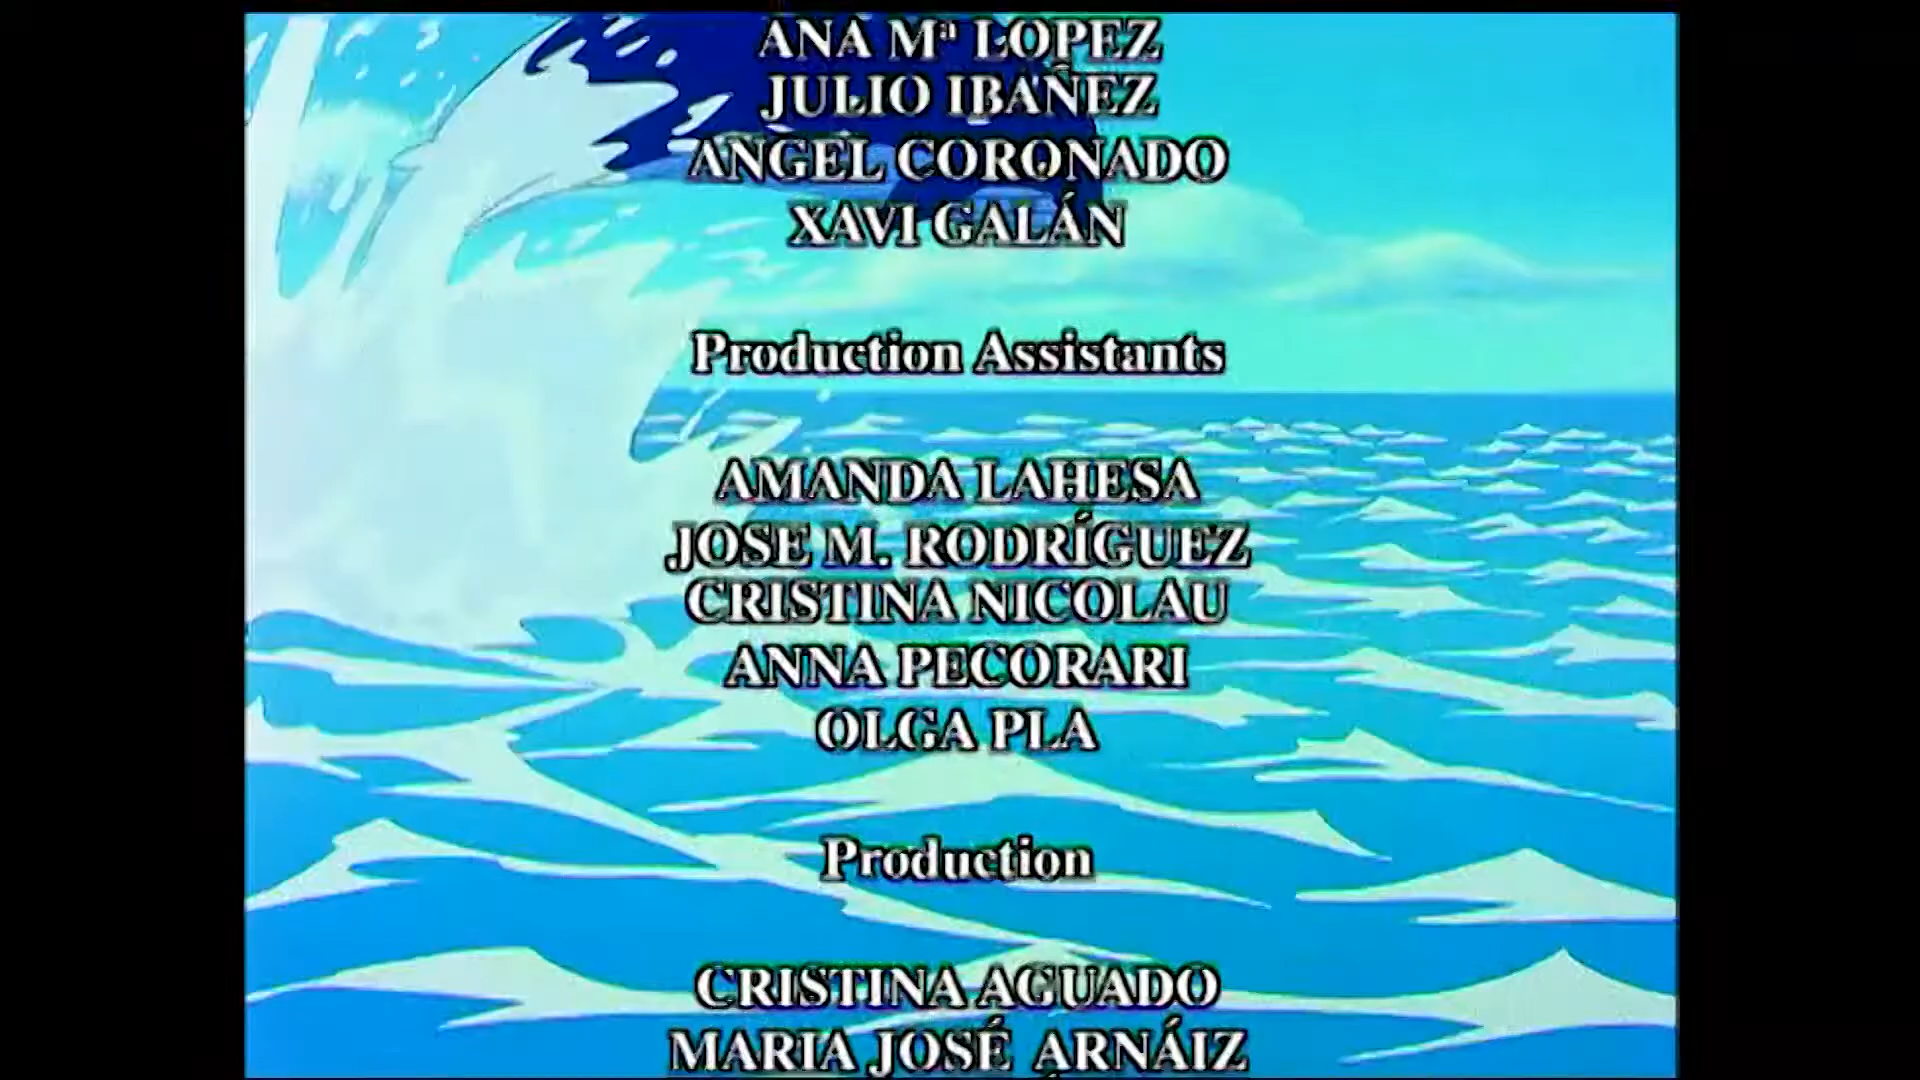 ANA Mª LOPEZ
JULIO IBAÑEZ
ANGEL CORONADO
XAVI GALÁN
Production Assistants
AMANDA LAHESA
JOSE M. RODRÍGUEZ
CRISTINA NICOLAU
ANNA PECORARI
OLGA PLA
Production
CRISTINA AGUADO
MARIA JOSÉ ARNÁIZ